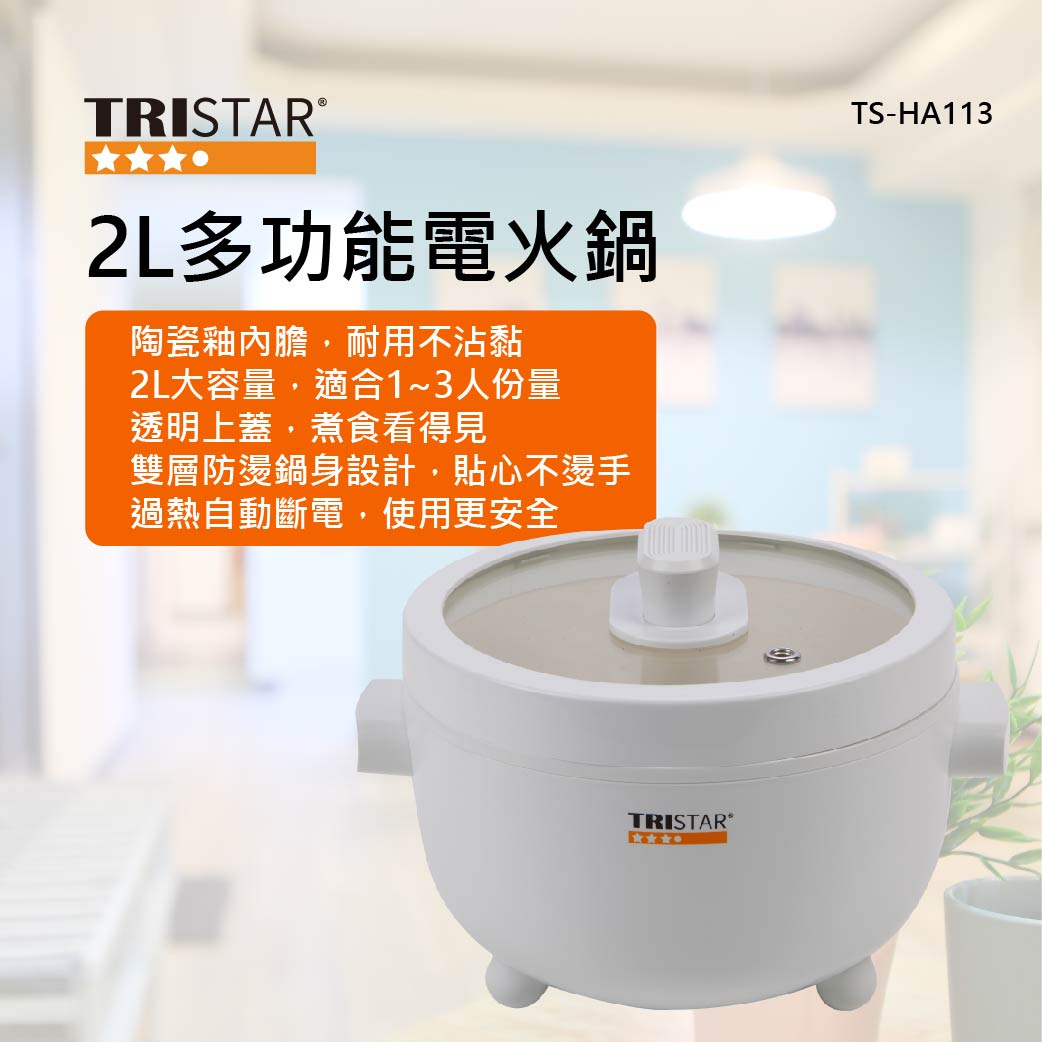 TRISTAR®
TS-HA113
2L多功能電火鍋
陶瓷釉內膽，耐用不沾黏
2L大容量，適合1~3人份量
透明上蓋，煮食看得見
雙層防燙鍋身設計，貼心不燙手
過熱自動斷電，使用更安全
TRISTAR®